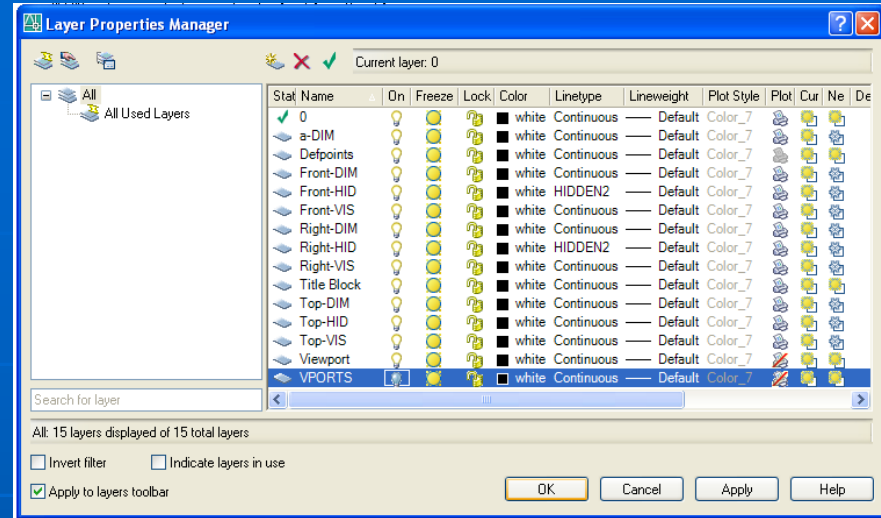 Layer Properties Manager
Current layer: 0
All
All Used Layers
Stat Name On Freeze Lock Color Linetype Lineweight Plot Style Plot Cur Ne De
0 white Continuous Default Color_7
a-DIM white Continuous Default Color_7
Defpoints white Continuous Default Color_7
Front-DIM white Continuous Default Color_7
Front-HID white HIDDEN2 Default Color_7
Front-VIS white Continuous Default Color_7
Right-DIM white Continuous Default Color_7
Right-HID white HIDDEN2 Default Color_7
Right-VIS white Continuous Default Color_7
Title Block white Continuous Default Color_7
Top-DIM white Continuous Default Color_7
Top-HID white Continuous Default Color_7
Top-VIS white Continuous Default Color_7
Viewport white Continuous Default Color_7
VPORTS white Continuous Default Color_7
Search for layer
All: 15 layers displayed of 15 total layers
Invert filter Indicate layers in use
Apply to layers toolbar
OK Cancel Apply Help